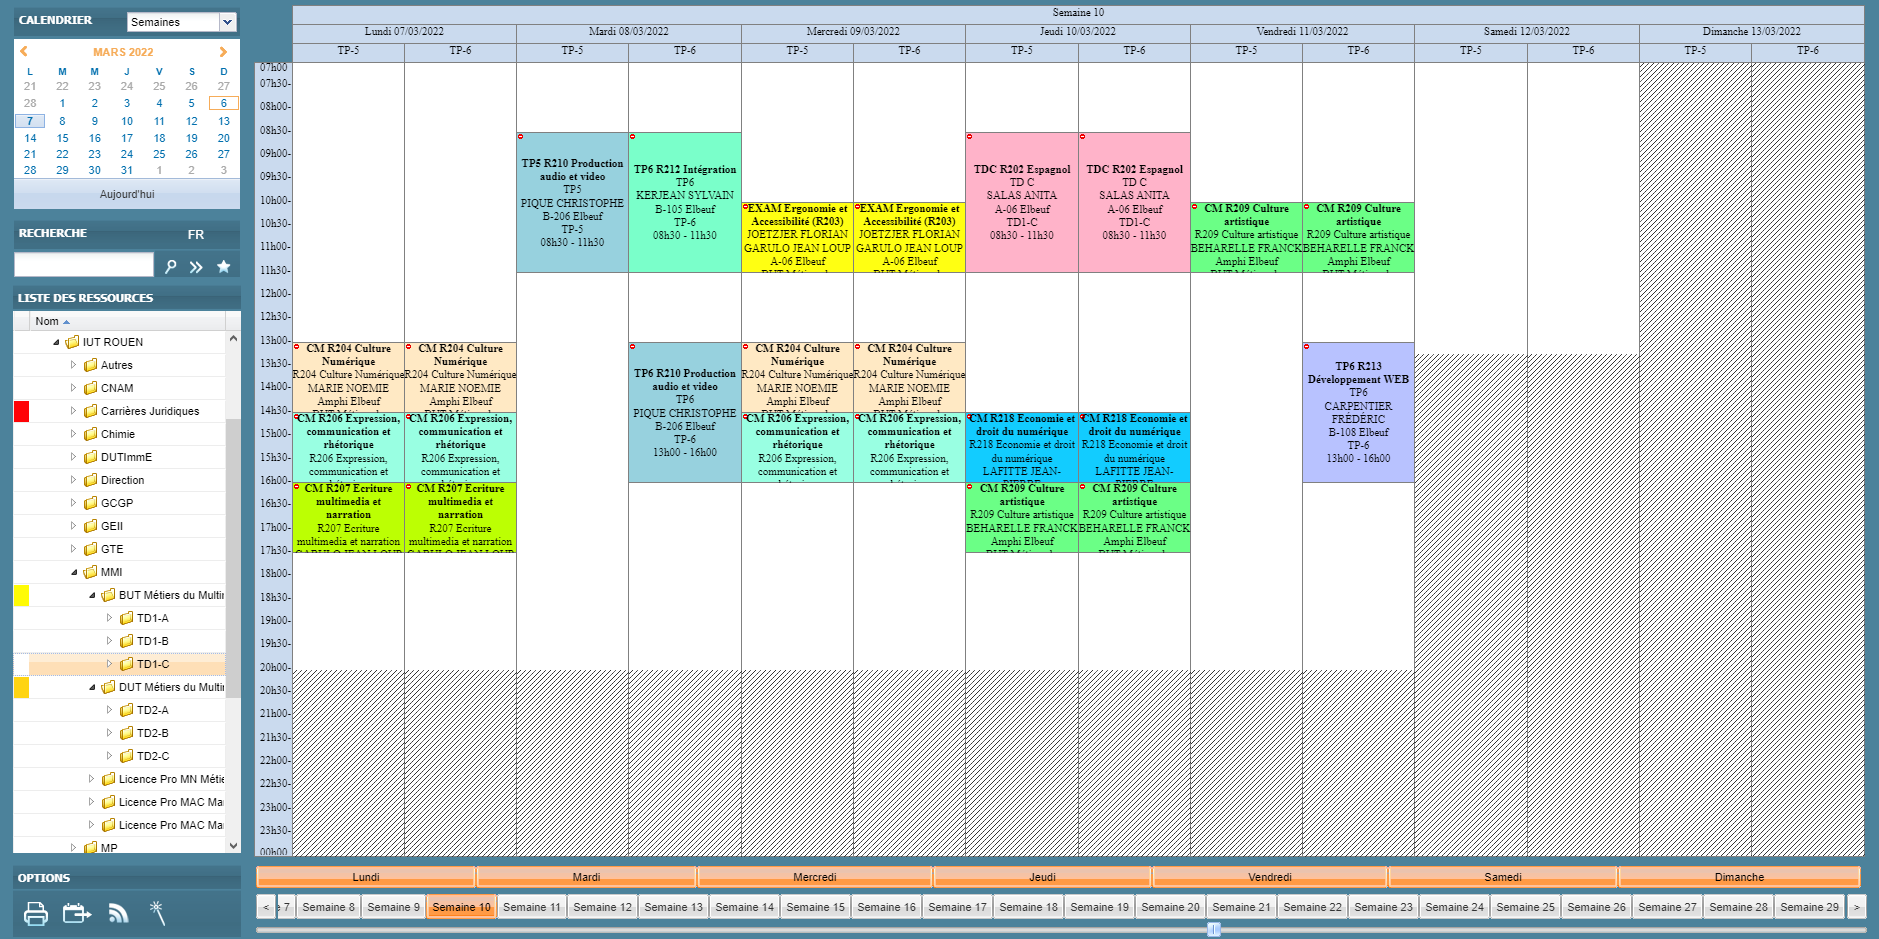 CALENDRIER
Semaines
MARS 2022
L M M J V S D
21 22 23 24 25 26 27
28 1 2 3 4 5 6
7 8 9 10 11 12 13
14 15 16 17 18 19 20
21 22 23 24 25 26 27
28 29 30 31 1 2 3
Aujourd'hui
RECHERCHE FR
LISTE DES RESSOURCES
Nom
IUT ROUEN
Autres
CNAM
Carrières Juridiques
Chimie
DUTImmE
Direction
GCGP
GEII
GTE
MMI
BUT Métiers du Multi
TD1-A
TD1-B
TD1-C
DUT Métiers du Multi
TD2-A
TD2-B
TD2-C
Licence Pro MN Métie
Licence Pro MAC Ma
Licence Pro MAC Ma
MP
OPTIONS
Semaine 10
Lundi 07/03/2022 Mardi 08/03/2022 Mercredi 09/03/2022 Jeudi 10/03/2022 Vendredi 11/03/2022 Samedi 12/03/2022 Dimanche 13/03/2022
TP-5 TP-6 TP-5 TP-6 TP-5 TP-6 TP-5 TP-6 TP-5 TP-6 TP-5 TP-6 TP-5 TP-6
07h00
07h30-
08h00-
08h30-
09h00-
09h30-
10h00-
10h30-
11h00-
11h30-
12h00-
12h30-
13h00-
13h30-
14h00-
14h30-
15h00-
15h30-
16h00-
16h30-
17h00-
17h30-
18h00-
18h30-
19h00-
19h30-
20h00-
20h30-
21h00-
21h30-
22h00-
22h30-
23h00-
23h30-
00h00
CM R204 Culture
Numérique
R204 Culture Numérique
MARIE NOEMIE
Amphi Elbeuf
CM R204 Culture
Numérique
R204 Culture Numérique
MARIE NOEMIE
Amphi Elbeuf
CM R206 Expression,
communication et
rhétorique
R206 Expression,
communication et
CM R206 Expression,
communication et
rhétorique
R206 Expression,
communication et
CM R207 Ecriture
multimedia et
narration
R207 Ecriture
multimedia et narration
GARULO JEAN LOUP
CM R207 Ecriture
multimedia et
narration
R207 Ecriture
multimedia et narration
GARULO JEAN LOUP
TP5 R210 Production
audio et video
TP5
PIQUE CHRISTOPHE
B-206 Elbeuf
TP-5
08h30 - 11h30
TP6 R212 Intégration
TP6
KERJEAN SYLVAIN
B-105 Elbeuf
TP-6
08h30 - 11h30
TP6 R210 Production
audio et video
TP6
PIQUE CHRISTOPHE
B-206 Elbeuf
TP-6
13h00 - 16h00
EXAM Ergonomie et
Accessibilité (R203)
JOETZJER FLORIAN
GARULO JEAN LOUP
A-06 Elbeuf
EXAM Ergonomie et
Accessibilité (R203)
JOETZJER FLORIAN
GARULO JEAN LOUP
A-06 Elbeuf
CM R204 Culture
Numérique
R204 Culture Numérique
MARIE NOEMIE
Amphi Elbeuf
CM R204 Culture
Numérique
R204 Culture Numérique
MARIE NOEMIE
Amphi Elbeuf
CM R206 Expression,
communication et
rhétorique
R206 Expression,
communication et
CM R206 Expression,
communication et
rhétorique
R206 Expression,
communication et
TDC R202 Espagnol
TD C
SALAS ANITA
A-06 Elbeuf
TD1-C
08h30 - 11h30
TDC R202 Espagnol
TD C
SALAS ANITA
A-06 Elbeuf
TD1-C
08h30 - 11h30
CM R218 Economie et
droit du numérique
R218 Economie et droit
du numérique
LAFITTE JEAN-
PIERRE
CM R218 Economie et
droit du numérique
R218 Economie et droit
du numérique
LAFITTE JEAN-
PIERRE
CM R209 Culture
artistique
R209 Culture artistique
BEHARELLE FRANCK
Amphi Elbeuf
CM R209 Culture
artistique
R209 Culture artistique
BEHARELLE FRANCK
Amphi Elbeuf
CM R209 Culture
artistique
R209 Culture artistique
BEHARELLE FRANCK
Amphi Elbeuf
CM R209 Culture
artistique
R209 Culture artistique
BEHARELLE FRANCK
Amphi Elbeuf
TP6 R213
Développement WEB
TP6
CARPENTIER
FRÉDÉRIC
B-108 Elbeuf
TP-6
13h00 - 16h00
Lundi Mardi Mercredi Jeudi Vendredi Samedi Dimanche
< 7 Semaine 8 Semaine 9 Semaine 10 Semaine 11 Semaine 12 Semaine 13 Semaine 14 Semaine 15 Semaine 16 Semaine 17 Semaine 18 Semaine 19 Semaine 20 Semaine 21 Semaine 22 Semaine 23 Semaine 24 Semaine 25 Semaine 26 Semaine 27 Semaine 28 Semaine 29 >